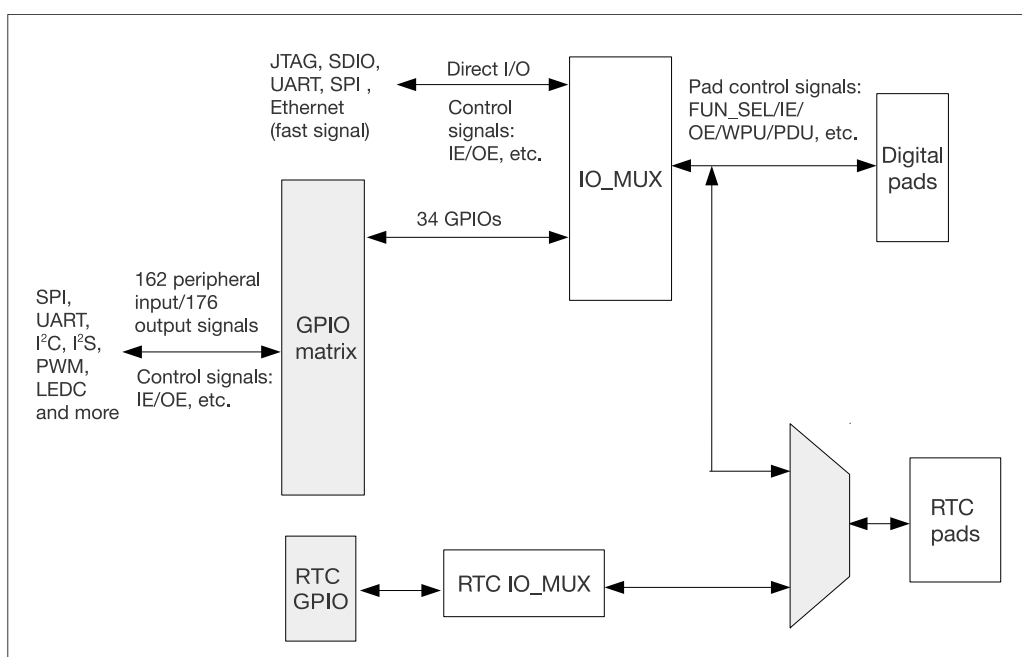 JTAG, SDIO,
UART, SPI ,
Ethernet
(fast signal)
Direct I/O
Control
signals:
IE/OE, etc.
IO_MUX
Pad control signals:
FUN_SEL/IE/
OE/WPU/PDU, etc.
Digital
pads
34 GPIOs
SPI,
UART,
I²C, I²S,
PWM,
LEDC
and more
162 peripheral
input/176
output signals
Control signals:
IE/OE, etc.
GPIO
matrix
RTC
GPIO
RTC IO_MUX
RTC
pads